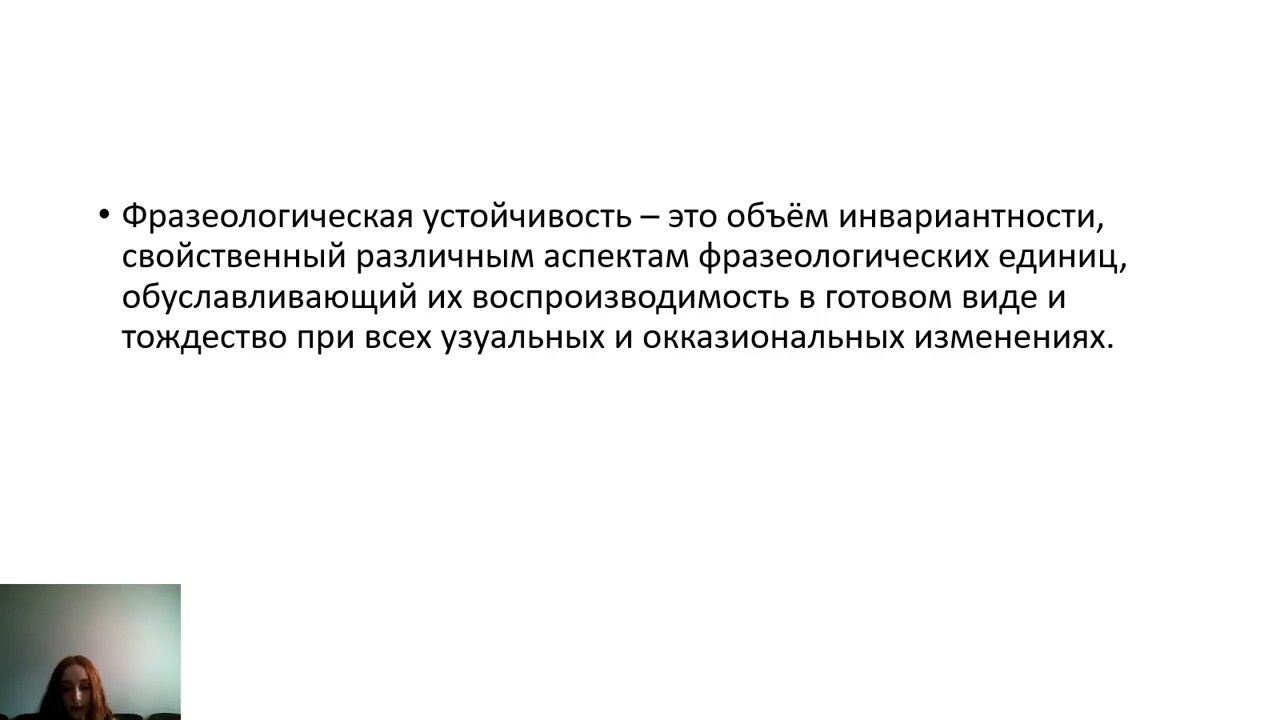 • Фразеологическая устойчивость – это объём инвариантности,
свойственный различным аспектам фразеологических единиц,
обуславливающий их воспроизводимость в готовом виде и
тождество при всех узуальных и окказиональных изменениях.